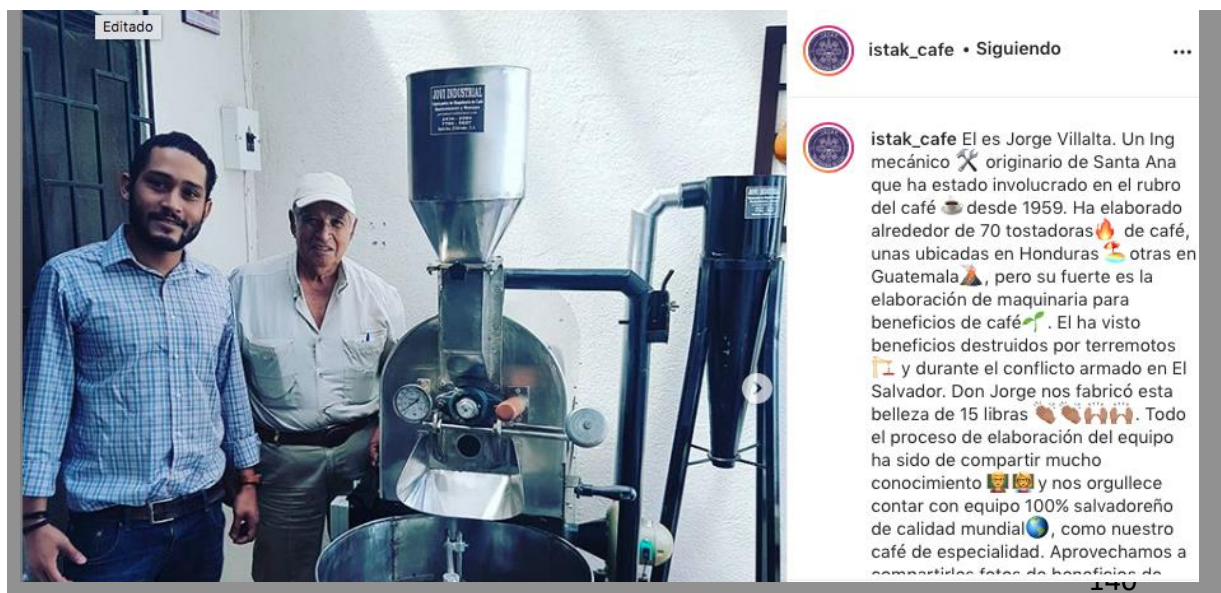 Editado
JOVI INDUSTRIAL
istak_cafe • Siguiendo
istak_cafe El es Jorge Villalta. Un Ing
mecánico 🛠 originario de Santa Ana
que ha estado involucrado en el rubro
del café ☕ desde 1959. Ha elaborado
alrededor de 70 tostadoras🔥 de café,
unas ubicadas en Honduras 🏝 otras en
Guatemala🌋, pero su fuerte es la
elaboración de maquinaria para
beneficios de café🌱 . El ha visto
beneficios destruidos por terremotos
🏗 y durante el conflicto armado en El
Salvador. Don Jorge nos fabricó esta
belleza de 15 libras 👏🏽👏🏽🙌🏽🙌🏽. Todo
el proceso de elaboración del equipo
ha sido de compartir mucho
conocimiento 👨‍🏫👩‍🏫 y nos orgullece
contar con equipo 100% salvadoreño
de calidad mundial🌎, como nuestro
café de especialidad. Aprovechamos a
compartirles fotos de beneficios de
140